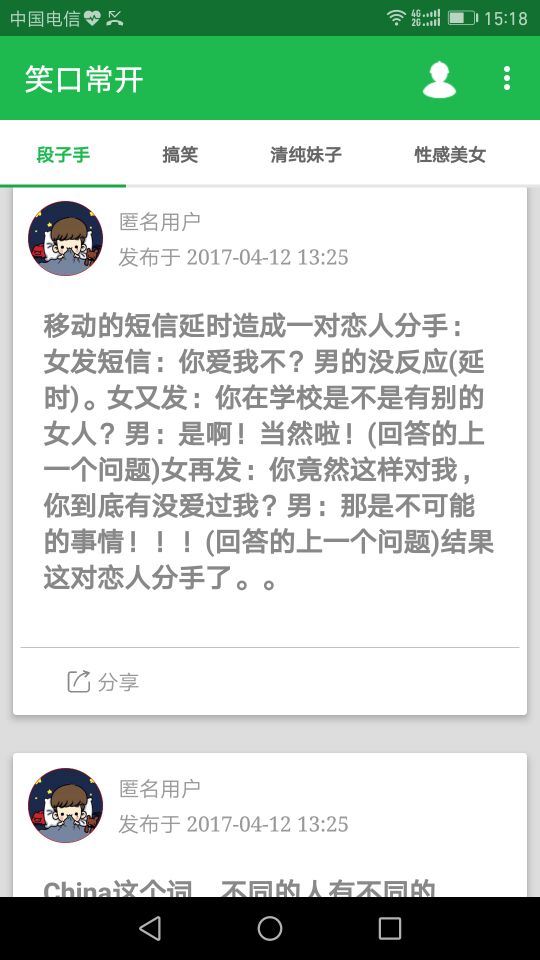 中国电信 4G 2G 15:18
笑口常开
段子手 搞笑 清纯妹子 性感美女
匿名用户
发布于 2017-04-12 13:25
移动的短信延时造成一对恋人分手：
女发短信：你爱我不？男的没反应(延
时)。女又发：你在学校是不是有别的
女人？男：是啊！当然啦！(回答的上
一个问题)女再发：你竟然这样对我，
你到底有没爱过我？男：那是不可能
的事情！！！(回答的上一个问题)结果
这对恋人分手了。。
分享
匿名用户
发布于 2017-04-12 13:25
China这个词，不同的人有不同的